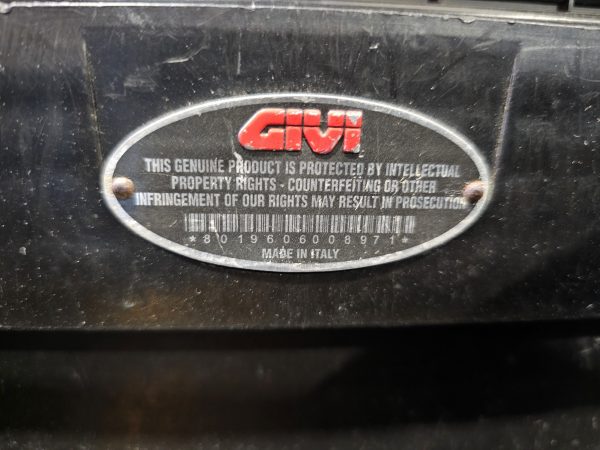 GIVI
THIS GENUINE PRODUCT IS PROTECTED BY INTELLECTUAL
PROPERTY RIGHTS - COUNTERFEITING OR OTHER
INFRINGEMENT OF OUR RIGHTS MAY RESULT IN PROSECUTION
*8019606008971*
MADE IN ITALY